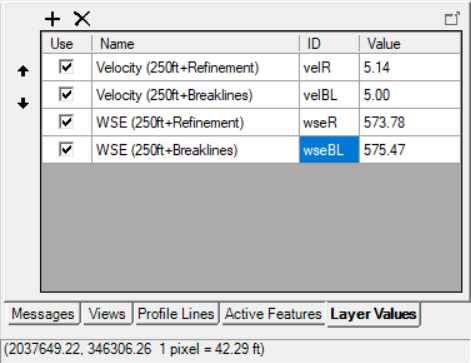 Use Name ID Value
Velocity (250ft+Refinement) velR 5.14
Velocity (250ft+Breaklines) velBL 5.00
WSE (250ft+Refinement) wseR 573.78
WSE (250ft+Breaklines) wseBL 575.47
Messages Views Profile Lines Active Features Layer Values
(2037649.22, 346306.26 1 pixel = 42.29 ft)